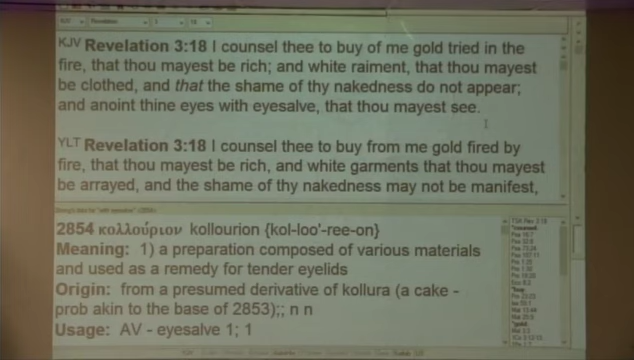 KJV Revelation 3:18 I counsel thee to buy of me gold tried in the
fire, that thou mayest be rich; and white raiment, that thou mayest
be clothed, and that the shame of thy nakedness do not appear;
and anoint thine eyes with eyesalve, that thou mayest see.
YLT Revelation 3:18 I counsel thee to buy from me gold fired by
fire, that thou mayest be rich, and white garments that thou mayest
be arrayed, and the shame of thy nakedness may not be manifest,
2854 κολλούριον kollourion {kol-loo'-ree-on}
Meaning: 1) a preparation composed of various materials
and used as a remedy for tender eyelids
Origin: from a presumed derivative of kollura (a cake -
prob akin to the base of 2853);; n n
Usage: AV - eyesalve 1; 1